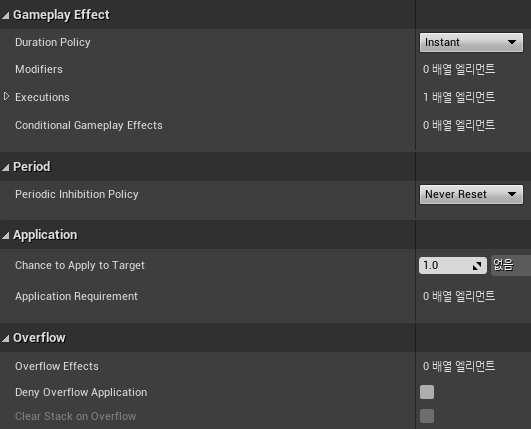 Gameplay Effect
Duration Policy Instant
Modifiers 0 배열 엘리먼트
Executions 1 배열 엘리먼트
Conditional Gameplay Effects 0 배열 엘리먼트
Period
Periodic Inhibition Policy Never Reset
Application
Chance to Apply to Target 1.0 없음
Application Requirement 0 배열 엘리먼트
Overflow
Overflow Effects 0 배열 엘리먼트
Deny Overflow Application
Clear Stack on Overflow